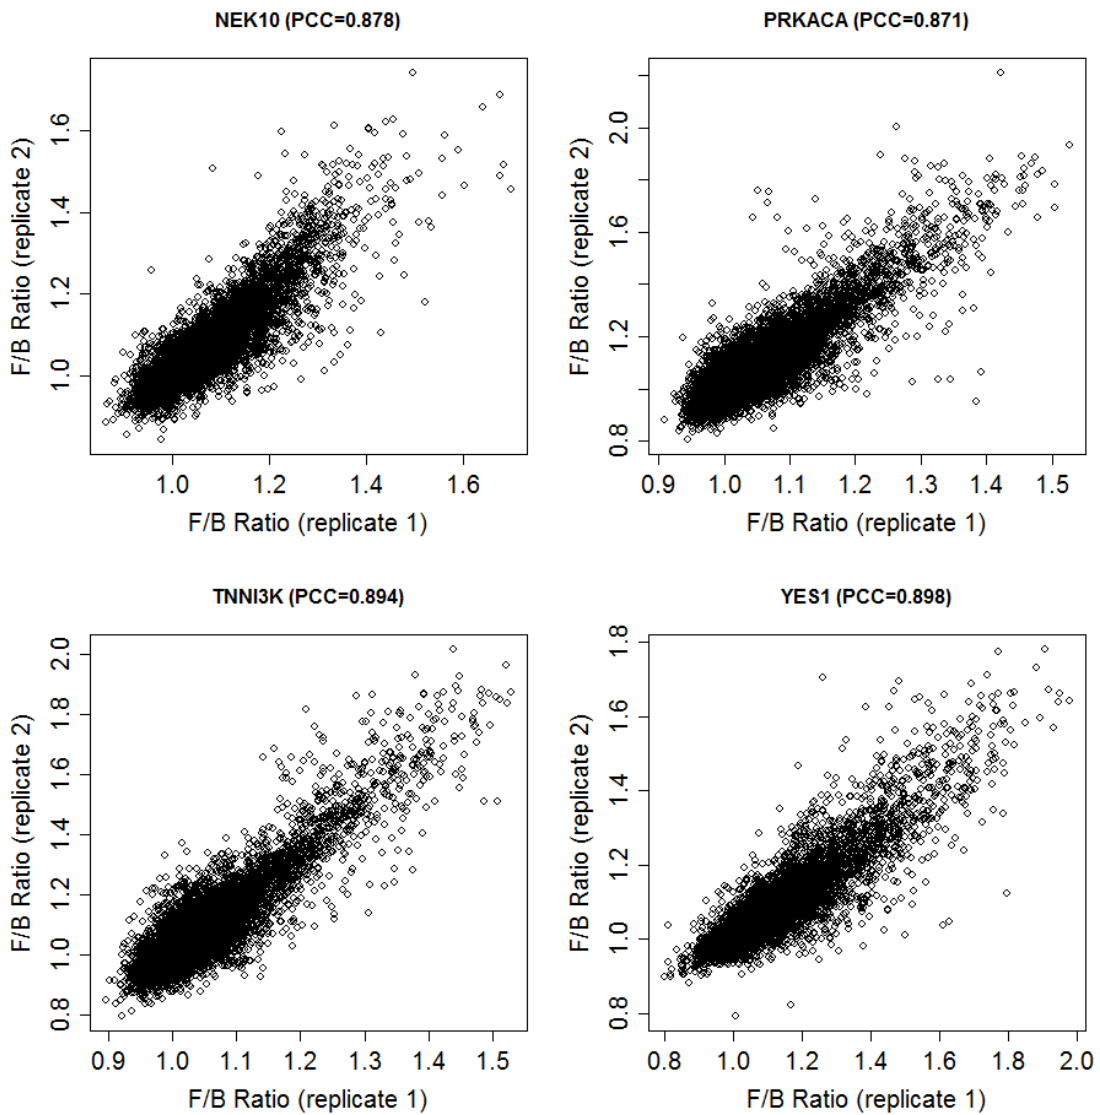 NEK10 (PCC=0.878)
F/B Ratio (replicate 2)
1.6
1.4
1.2
1.0
1.0 1.2 1.4 1.6
F/B Ratio (replicate 1)
PRKACA (PCC=0.871)
F/B Ratio (replicate 2)
2.0
1.6
1.2
0.8
0.9 1.0 1.1 1.2 1.3 1.4 1.5
F/B Ratio (replicate 1)
TNNI3K (PCC=0.894)
F/B Ratio (replicate 2)
2.0
1.8
1.6
1.4
1.2
1.0
0.8
0.9 1.0 1.1 1.2 1.3 1.4 1.5
F/B Ratio (replicate 1)
YES1 (PCC=0.898)
F/B Ratio (replicate 2)
1.8
1.6
1.4
1.2
1.0
0.8
0.8 1.0 1.2 1.4 1.6 1.8 2.0
F/B Ratio (replicate 1)